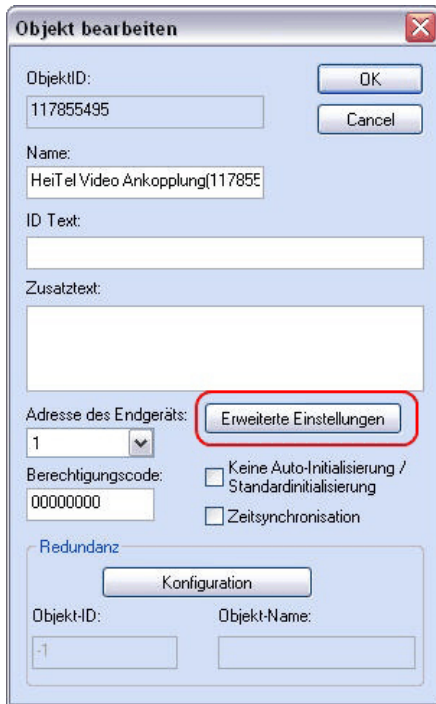 Objekt bearbeiten
ObjektID:
OK
117855495
Cancel
Name:
HeiTel Video Ankopplung(117855
ID Text:
Zusatztext:
Adresse des Endgeräts:
Erweiterte Einstellungen
1
Berechtigungscode:
Keine Auto-Initialisierung /
Standardinitialisierung
00000000
Zeitsynchronisation
Redundanz
Konfiguration
Objekt-ID:
Objekt-Name:
-1